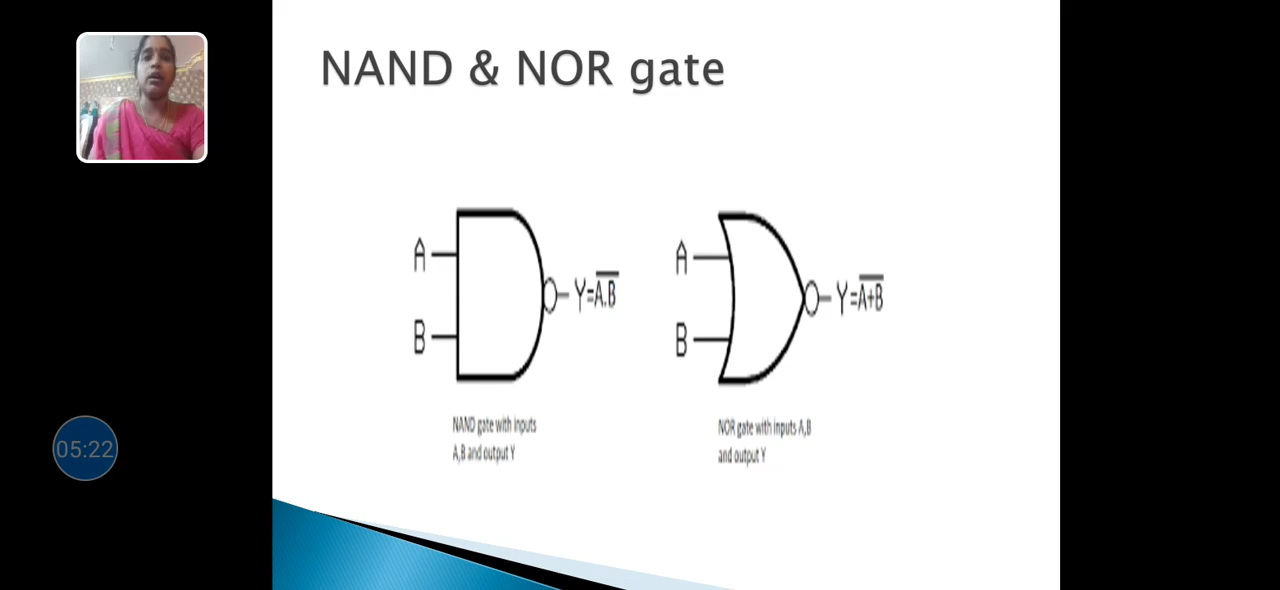 NAND & NOR gate
A
B
Y=A̅.̅B̅
NAND gate with inputs
A,B and output Y
A
B
Y=A̅+̅B̅
NOR gate with inputs A,B
and output Y
05:22